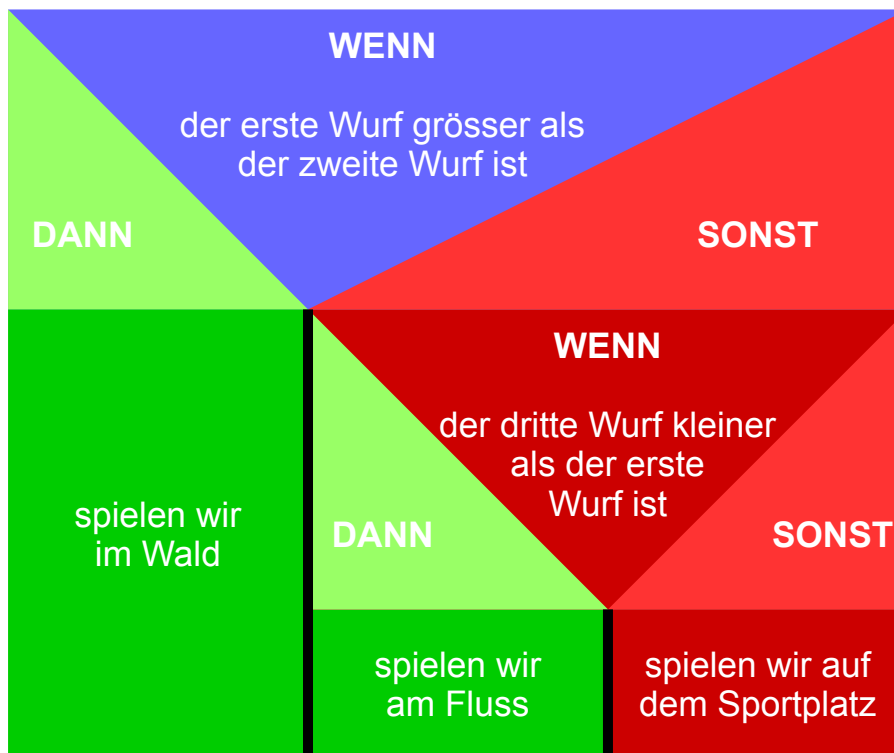 WENN
der erste Wurf grösser als
der zweite Wurf ist
DANN
SONST
WENN
der dritte Wurf kleiner
als der erste
Wurf ist
spielen wir
im Wald
DANN
SONST
spielen wir
am Fluss
spielen wir auf
dem Sportplatz